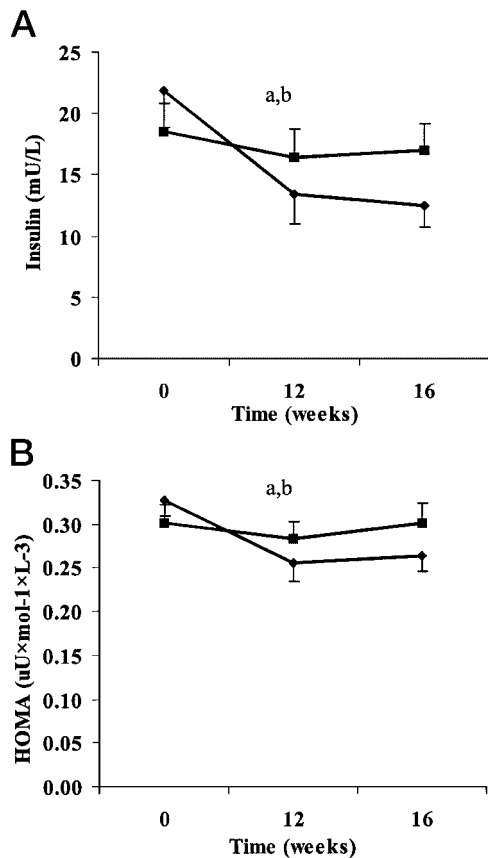 A
25
20
15
10
5
0
Insulin (mU/L)
a,b
0 12 16
Time (weeks)
B
0.35
0.30
0.25
0.20
0.15
0.10
0.05
0.00
HOMA (uU×mol-1×L-3)
a,b
0 12 16
Time (weeks)